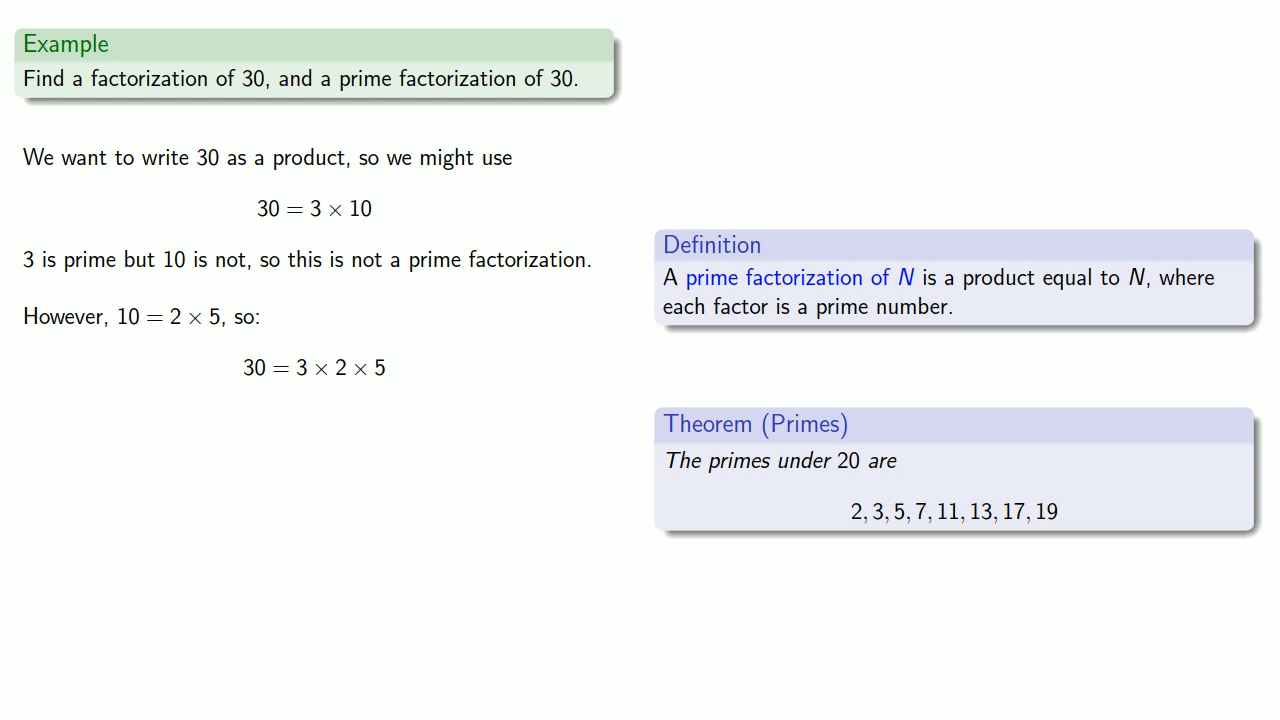 Example
Find a factorization of 30, and a prime factorization of 30.
We want to write 30 as a product, so we might use
30 = 3 × 10
3 is prime but 10 is not, so this is not a prime factorization.
However, 10 = 2 × 5, so:
30 = 3 × 2 × 5
Definition
A prime factorization of N is a product equal to N, where
each factor is a prime number.
Theorem (Primes)
The primes under 20 are
2, 3, 5, 7, 11, 13, 17, 19